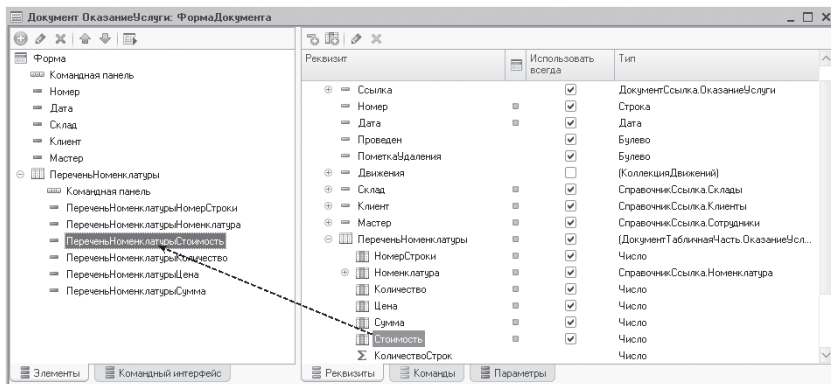 Документ ОказаниеУслуги: ФормаДокумента
Форма
Командная панель
Номер
Дата
Склад
Клиент
Мастер
ПереченьНоменклатуры
Командная панель
ПереченьНоменклатурыНомерСтроки
ПереченьНоменклатурыНоменклатура
ПереченьНоменклатурыСтоимость
ПереченьНоменклатурыКоличество
ПереченьНоменклатурыЦена
ПереченьНоменклатурыСумма
Элементы Командный интерфейс
Реквизит Использовать всегда Тип
Ссылка ДокументСсылка.ОказаниеУслуги
Номер Строка
Дата Дата
Проведен Булево
ПометкаУдаления Булево
Движения (КоллекцияДвижений)
Склад СправочникСсылка.Склады
Клиент СправочникСсылка.Клиенты
Мастер СправочникСсылка.Сотрудники
ПереченьНоменклатуры (ДокументТабличнаяЧасть.ОказаниеУсл...
НомерСтроки Число
Номенклатура СправочникСсылка.Номенклатура
Количество Число
Цена Число
Сумма Число
Стоимость Число
КоличествоСтрок Число
Реквизиты Команды Параметры